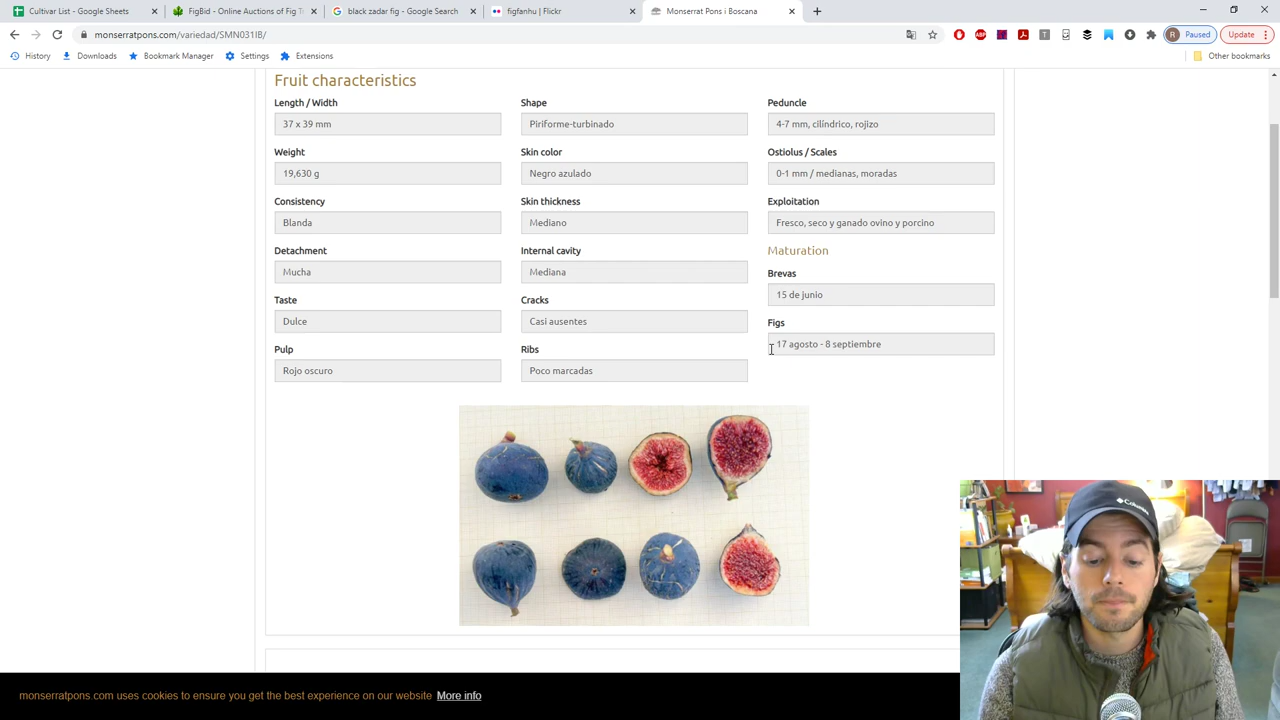 Cultivar List - Google Sheets
FigBid - Online Auctions of Fig T
black zadar fig - Google Search
figfanhu | Flickr
Monserrat Pons i Boscana
monserratpons.com/variedad/SMN031IB/
ABP
R Paused
Update
History
Downloads
Bookmark Manager
Settings
Extensions
Other bookmarks
Fruit characteristics
Length / Width
37 x 39 mm
Weight
19,630 g
Consistency
Blanda
Detachment
Mucha
Taste
Dulce
Pulp
Rojo oscuro
Shape
Piriforme-turbinado
Skin color
Negro azulado
Skin thickness
Mediano
Internal cavity
Mediana
Cracks
Casi ausentes
Ribs
Poco marcadas
Peduncle
4-7 mm, cilíndrico, rojizo
Ostiolus / Scales
0-1 mm / medianas, moradas
Exploitation
Fresco, seco y ganado ovino y porcino
Maturation
Brevas
15 de junio
Figs
17 agosto - 8 septiembre
Columbia
monserratpons.com uses cookies to ensure you get the best experience on our website More info